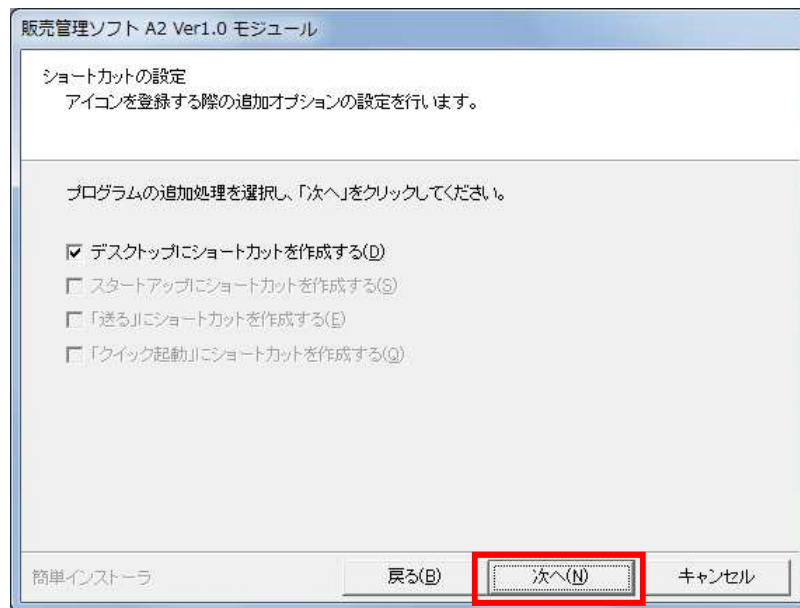 販売管理ソフト A2 Ver1.0 モジュール
ショートカットの設定
アイコンを登録する際の追加オプションの設定を行います。
プログラムの追加処理を選択し、「次へ」をクリックしてください。
デスクトップにショートカットを作成する(D)
スタートアップにショートカットを作成する(S)
「送る」にショートカットを作成する(E)
「クイック起動」にショートカットを作成する(Q)
簡単インストーラ 戻る(B) 次へ(N) キャンセル